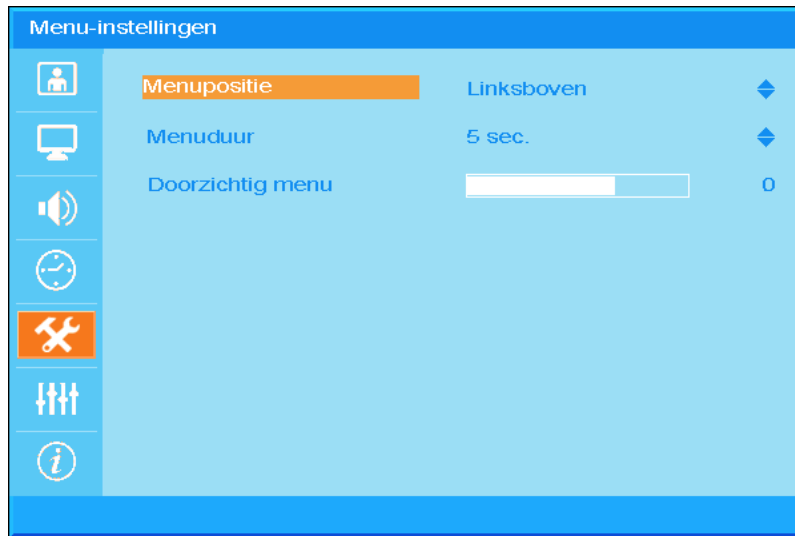 Menu-instellingen
Menupositie Linksboven
Menuduur 5 sec.
Doorzichtig menu 0